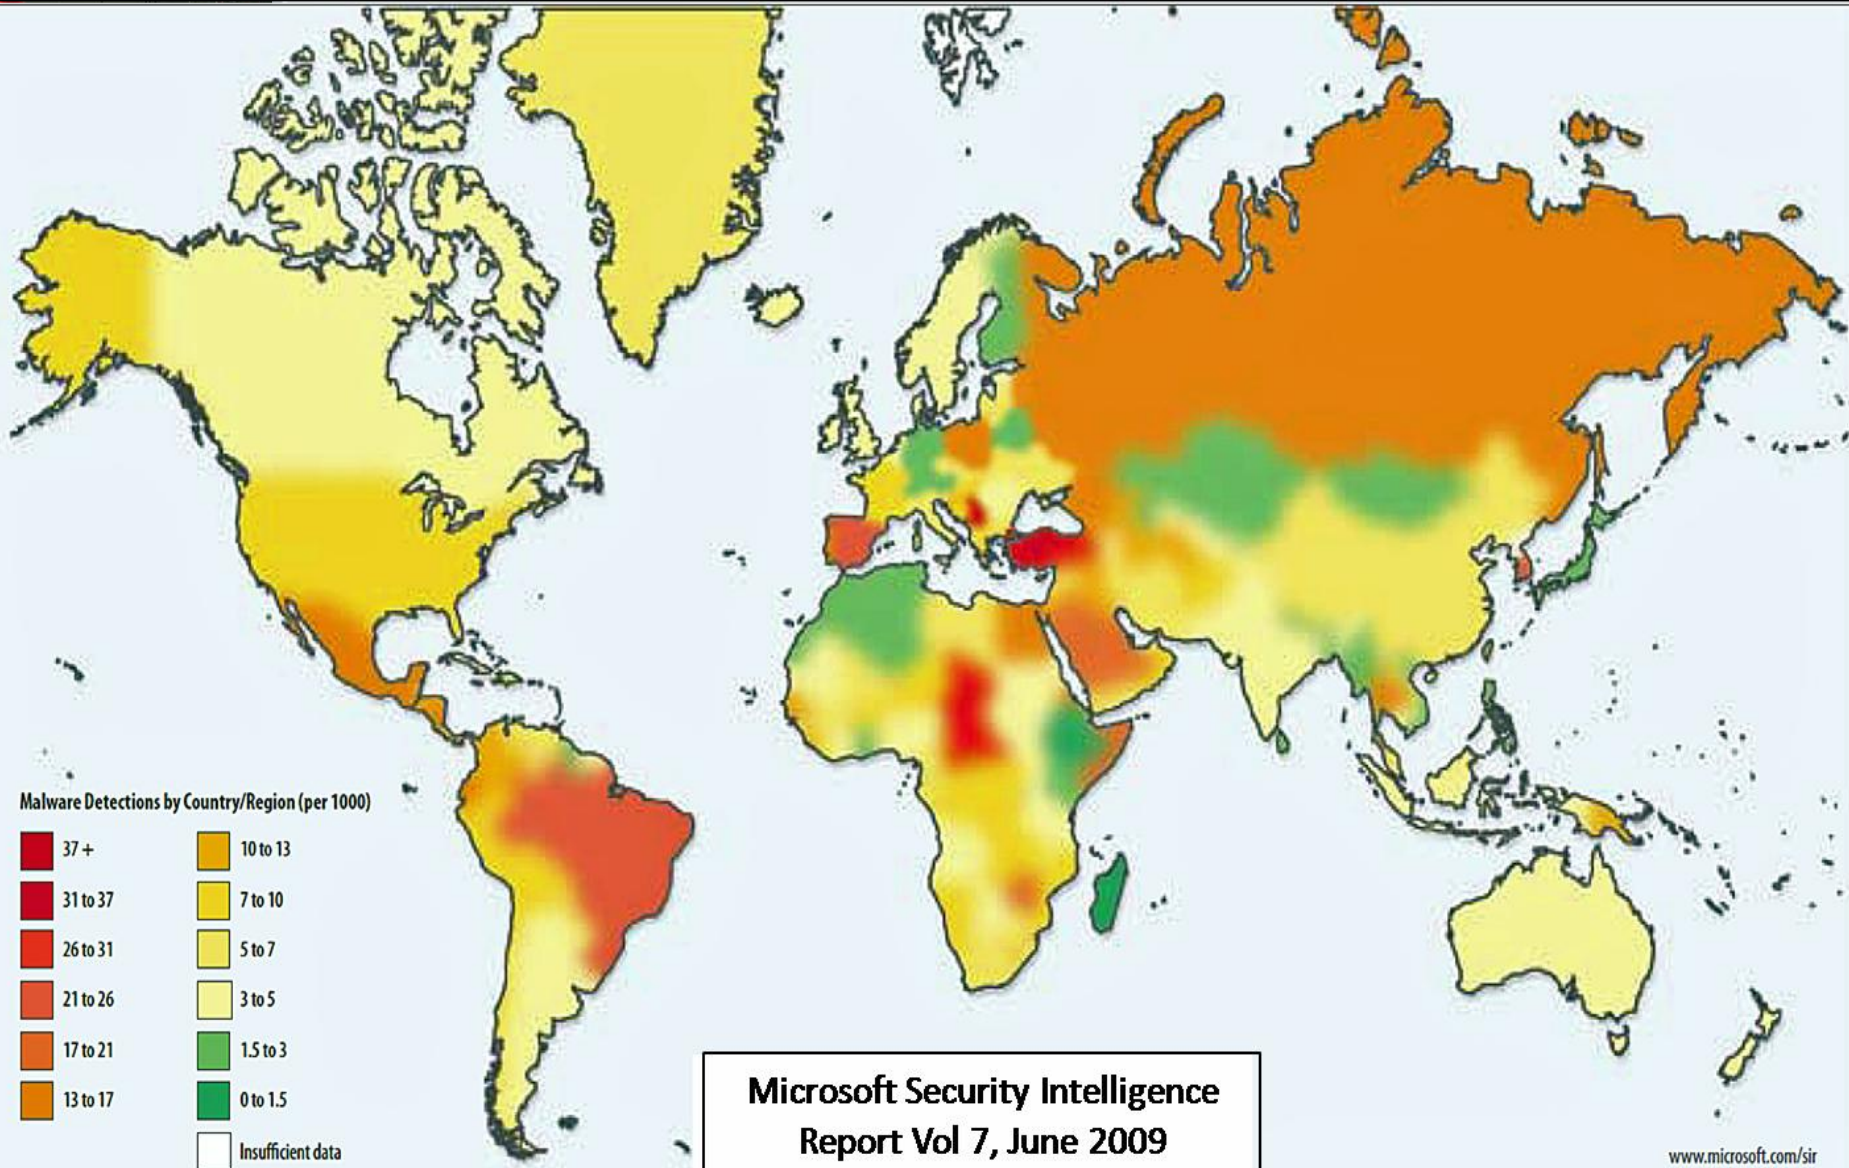 Malware Detections by Country/Region (per 1000)
37 +
31 to 37
26 to 31
21 to 26
17 to 21
13 to 17
10 to 13
7 to 10
5 to 7
3 to 5
1.5 to 3
0 to 1.5
Insufficient data
Microsoft Security Intelligence
Report Vol 7, June 2009
www.microsoft.com/sir